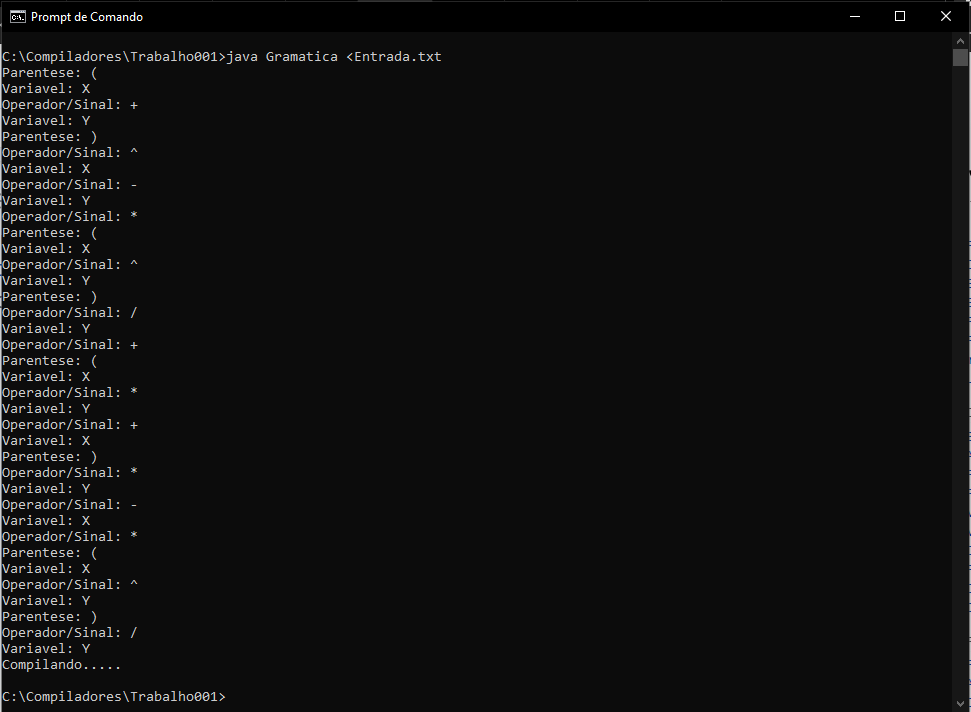 Prompt de Comando
C:\Compiladores\Trabalho001>java Gramatica <Entrada.txt
Parentese: (
Variavel: X
Operador/Sinal: +
Variavel: Y
Parentese: )
Operador/Sinal: ^
Variavel: X
Operador/Sinal: -
Variavel: Y
Operador/Sinal: *
Parentese: (
Variavel: X
Operador/Sinal: ^
Variavel: Y
Parentese: )
Operador/Sinal: /
Variavel: Y
Operador/Sinal: +
Parentese: (
Variavel: X
Operador/Sinal: *
Variavel: Y
Operador/Sinal: +
Variavel: X
Parentese: )
Operador/Sinal: *
Variavel: Y
Operador/Sinal: -
Variavel: X
Operador/Sinal: *
Parentese: (
Variavel: X
Operador/Sinal: ^
Variavel: Y
Parentese: )
Operador/Sinal: /
Variavel: Y
Compilando.....
C:\Compiladores\Trabalho001>